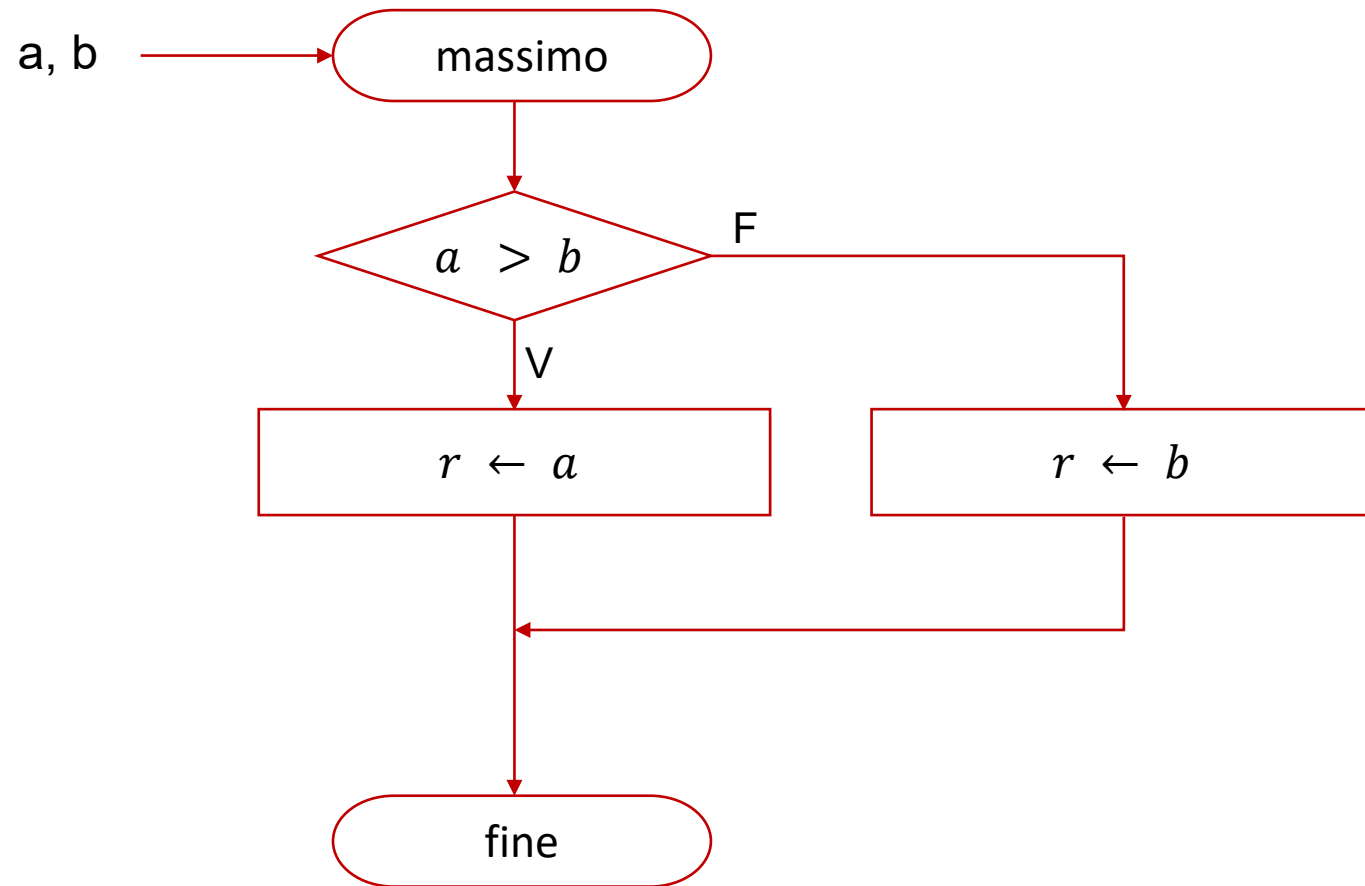 a, b
massimo
a > b
F
V
r ← a
r ← b
fine